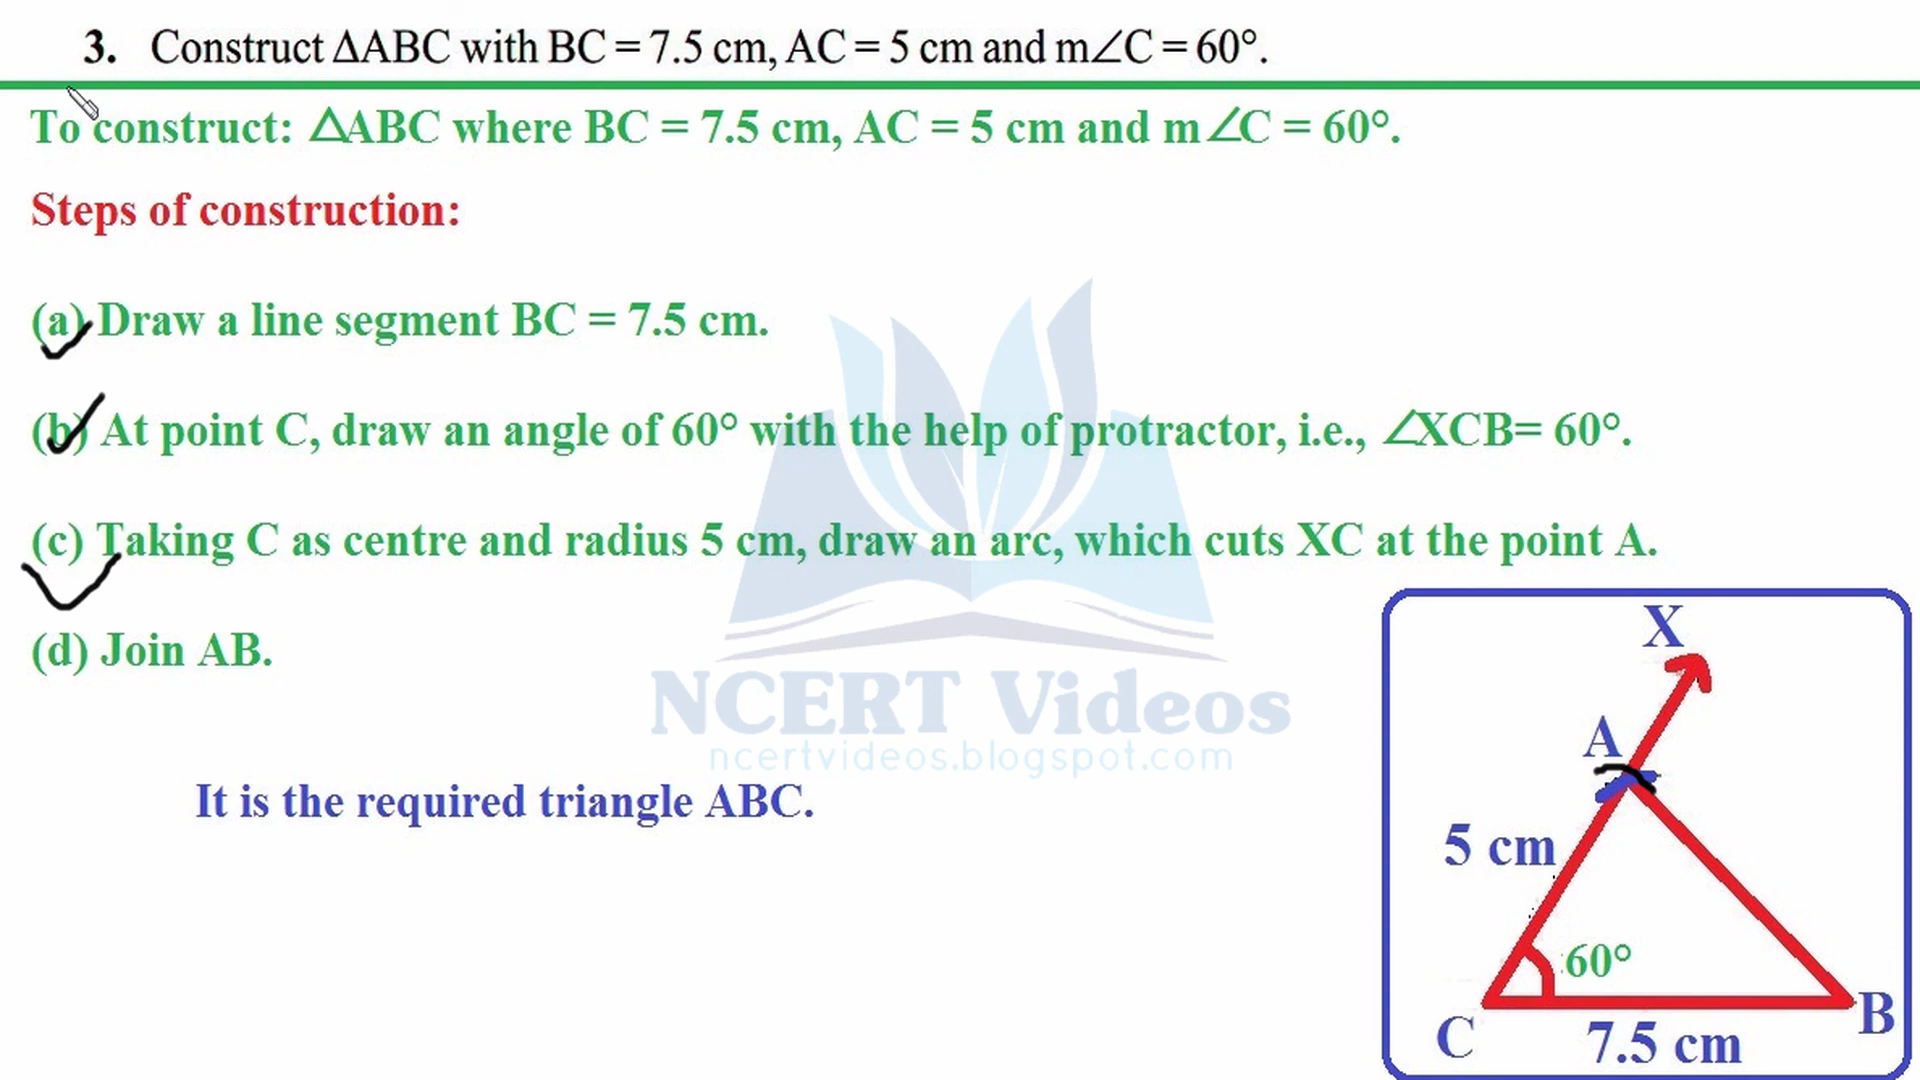 3. Construct ΔABC with BC = 7.5 cm, AC = 5 cm and m∠C = 60°.
To construct: △ABC where BC = 7.5 cm, AC = 5 cm and m∠C = 60°.
Steps of construction:
(a) Draw a line segment BC = 7.5 cm.
(b) At point C, draw an angle of 60° with the help of protractor, i.e., ∠XCB= 60°.
(c) Taking C as centre and radius 5 cm, draw an arc, which cuts XC at the point A.
(d) Join AB.
NCERT Videos
ncertvideos.blogspot.com
It is the required triangle ABC.
X
A
5 cm
60°
C
B
7.5 cm